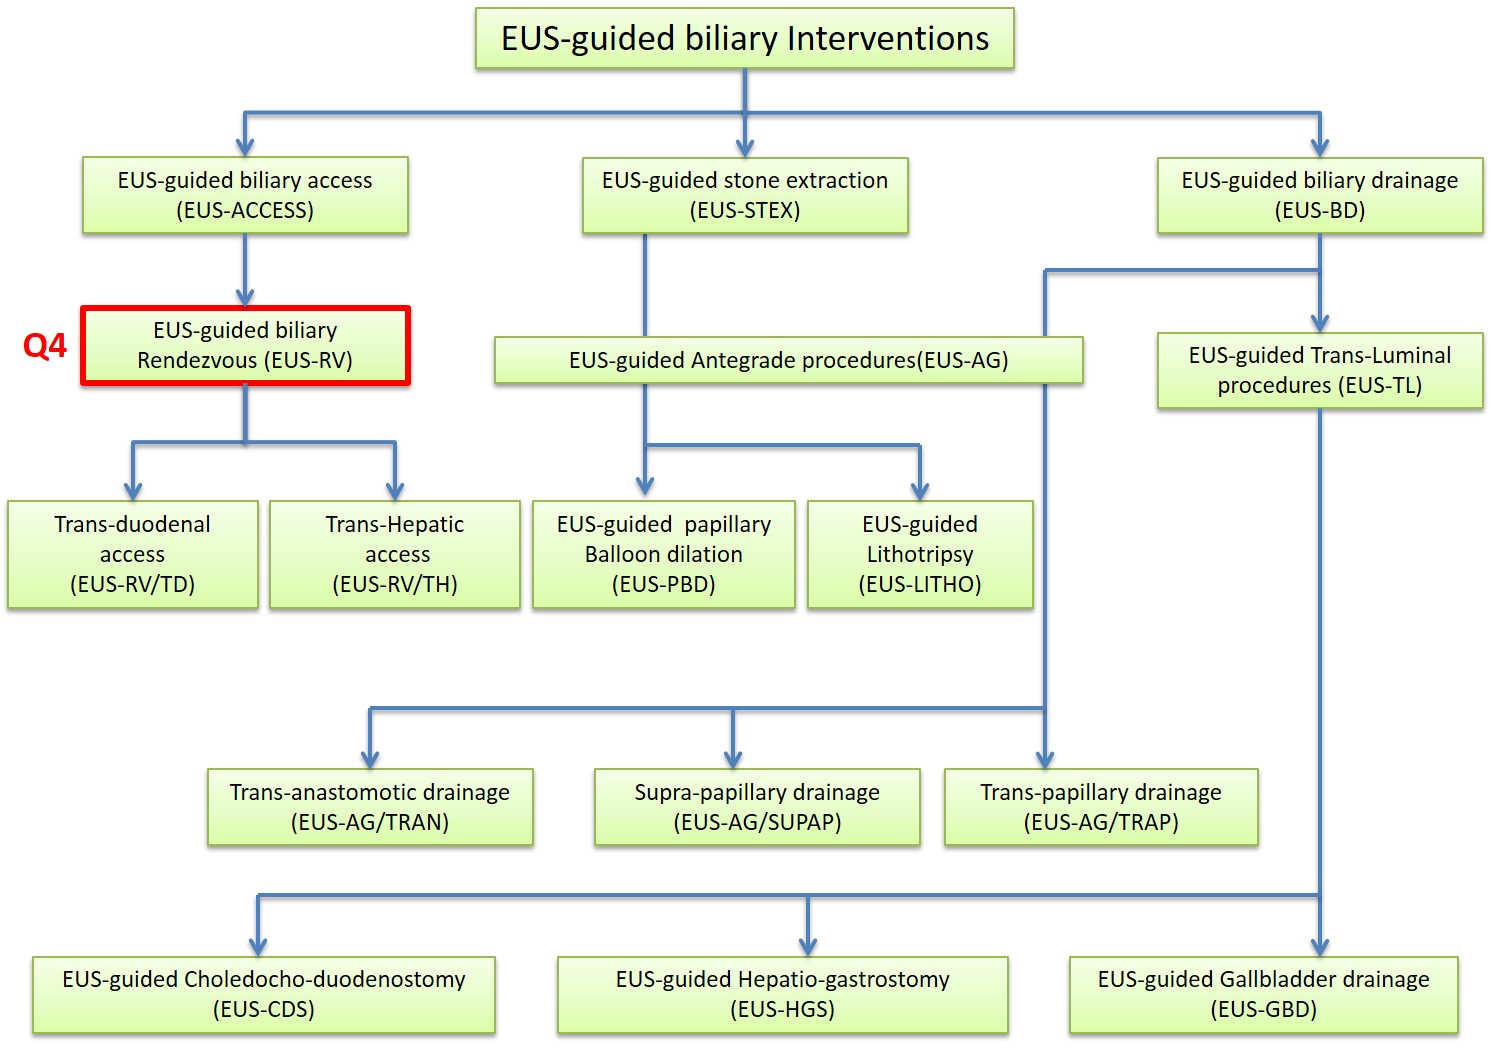 EUS-guided biliary Interventions
EUS-guided biliary access
(EUS-ACCESS)
EUS-guided stone extraction
(EUS-STEX)
EUS-guided biliary drainage
(EUS-BD)
Q4
EUS-guided biliary
Rendezvous (EUS-RV)
EUS-guided Antegrade procedures(EUS-AG)
EUS-guided Trans-Luminal
procedures (EUS-TL)
Trans-duodenal
access
(EUS-RV/TD)
Trans-Hepatic
access
(EUS-RV/TH)
EUS-guided papillary
Balloon dilation
(EUS-PBD)
EUS-guided
Lithotripsy
(EUS-LITHO)
Trans-anastomotic drainage
(EUS-AG/TRAN)
Supra-papillary drainage
(EUS-AG/SUPAP)
Trans-papillary drainage
(EUS-AG/TRAP)
EUS-guided Choledocho-duodenostomy
(EUS-CDS)
EUS-guided Hepatio-gastrostomy
(EUS-HGS)
EUS-guided Gallbladder drainage
(EUS-GBD)